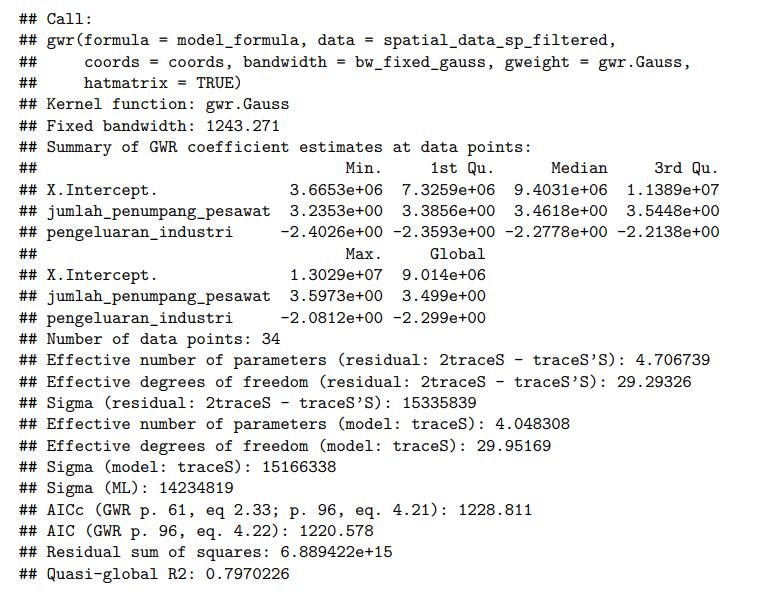 ## Call:
## gwr(formula = model_formula, data = spatial_data_sp_filtered,
##     coords = coords, bandwidth = bw_fixed_gauss, gweight = gwr.Gauss,
##     hatmatrix = TRUE)
## Kernel function: gwr.Gauss
## Fixed bandwidth: 1243.271
## Summary of GWR coefficient estimates at data points:
##                               Min.     1st Qu.      Median     3rd Qu.
## X.Intercept.            3.6653e+06  7.3259e+06  9.4031e+06  1.1389e+07
## jumlah_penumpang_pesawat  3.2353e+00  3.3856e+00  3.4618e+00  3.5448e+00
## pengeluaran_industri     -2.4026e+00 -2.3593e+00 -2.2778e+00 -2.2138e+00
##                               Max.     Global
## X.Intercept.            1.3029e+07  9.014e+06
## jumlah_penumpang_pesawat  3.5973e+00  3.499e+00
## pengeluaran_industri     -2.0812e+00 -2.299e+00
## Number of data points: 34
## Effective number of parameters (residual: 2traceS - traceS’S): 4.706739
## Effective degrees of freedom (residual: 2traceS - traceS’S): 29.29326
## Sigma (residual: 2traceS - traceS’S): 15335839
## Effective number of parameters (model: traceS): 4.048308
## Effective degrees of freedom (model: traceS): 29.95169
## Sigma (model: traceS): 15166338
## Sigma (ML): 14234819
## AICc (GWR p. 61, eq 2.33; p. 96, eq. 4.21): 1228.811
## AIC (GWR p. 96, eq. 4.22): 1220.578
## Residual sum of squares: 6.889422e+15
## Quasi-global R2: 0.7970226